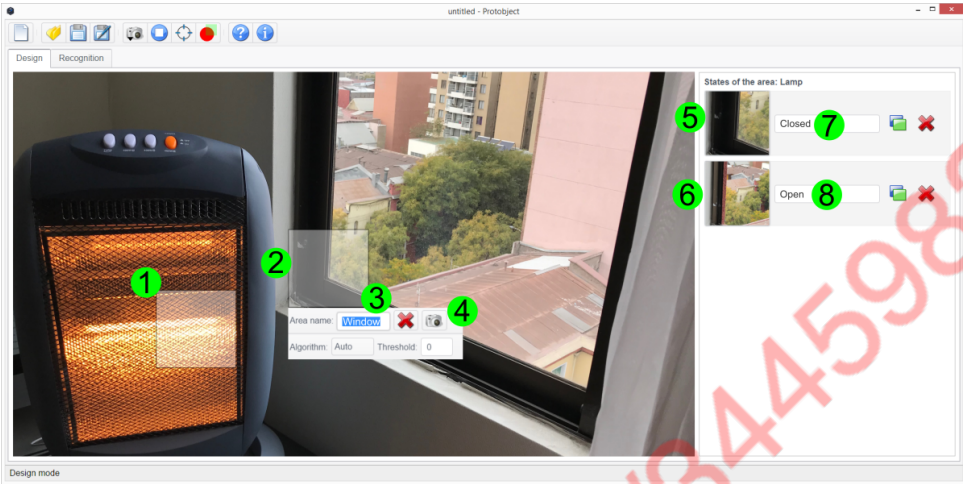 untitled - Protobject
Design Recognition
States of the area: Lamp
5
Closed 7
6
Open 8
1
2
3
4
Area name: Window
Algorithm: Auto Threshold: 0
Design mode